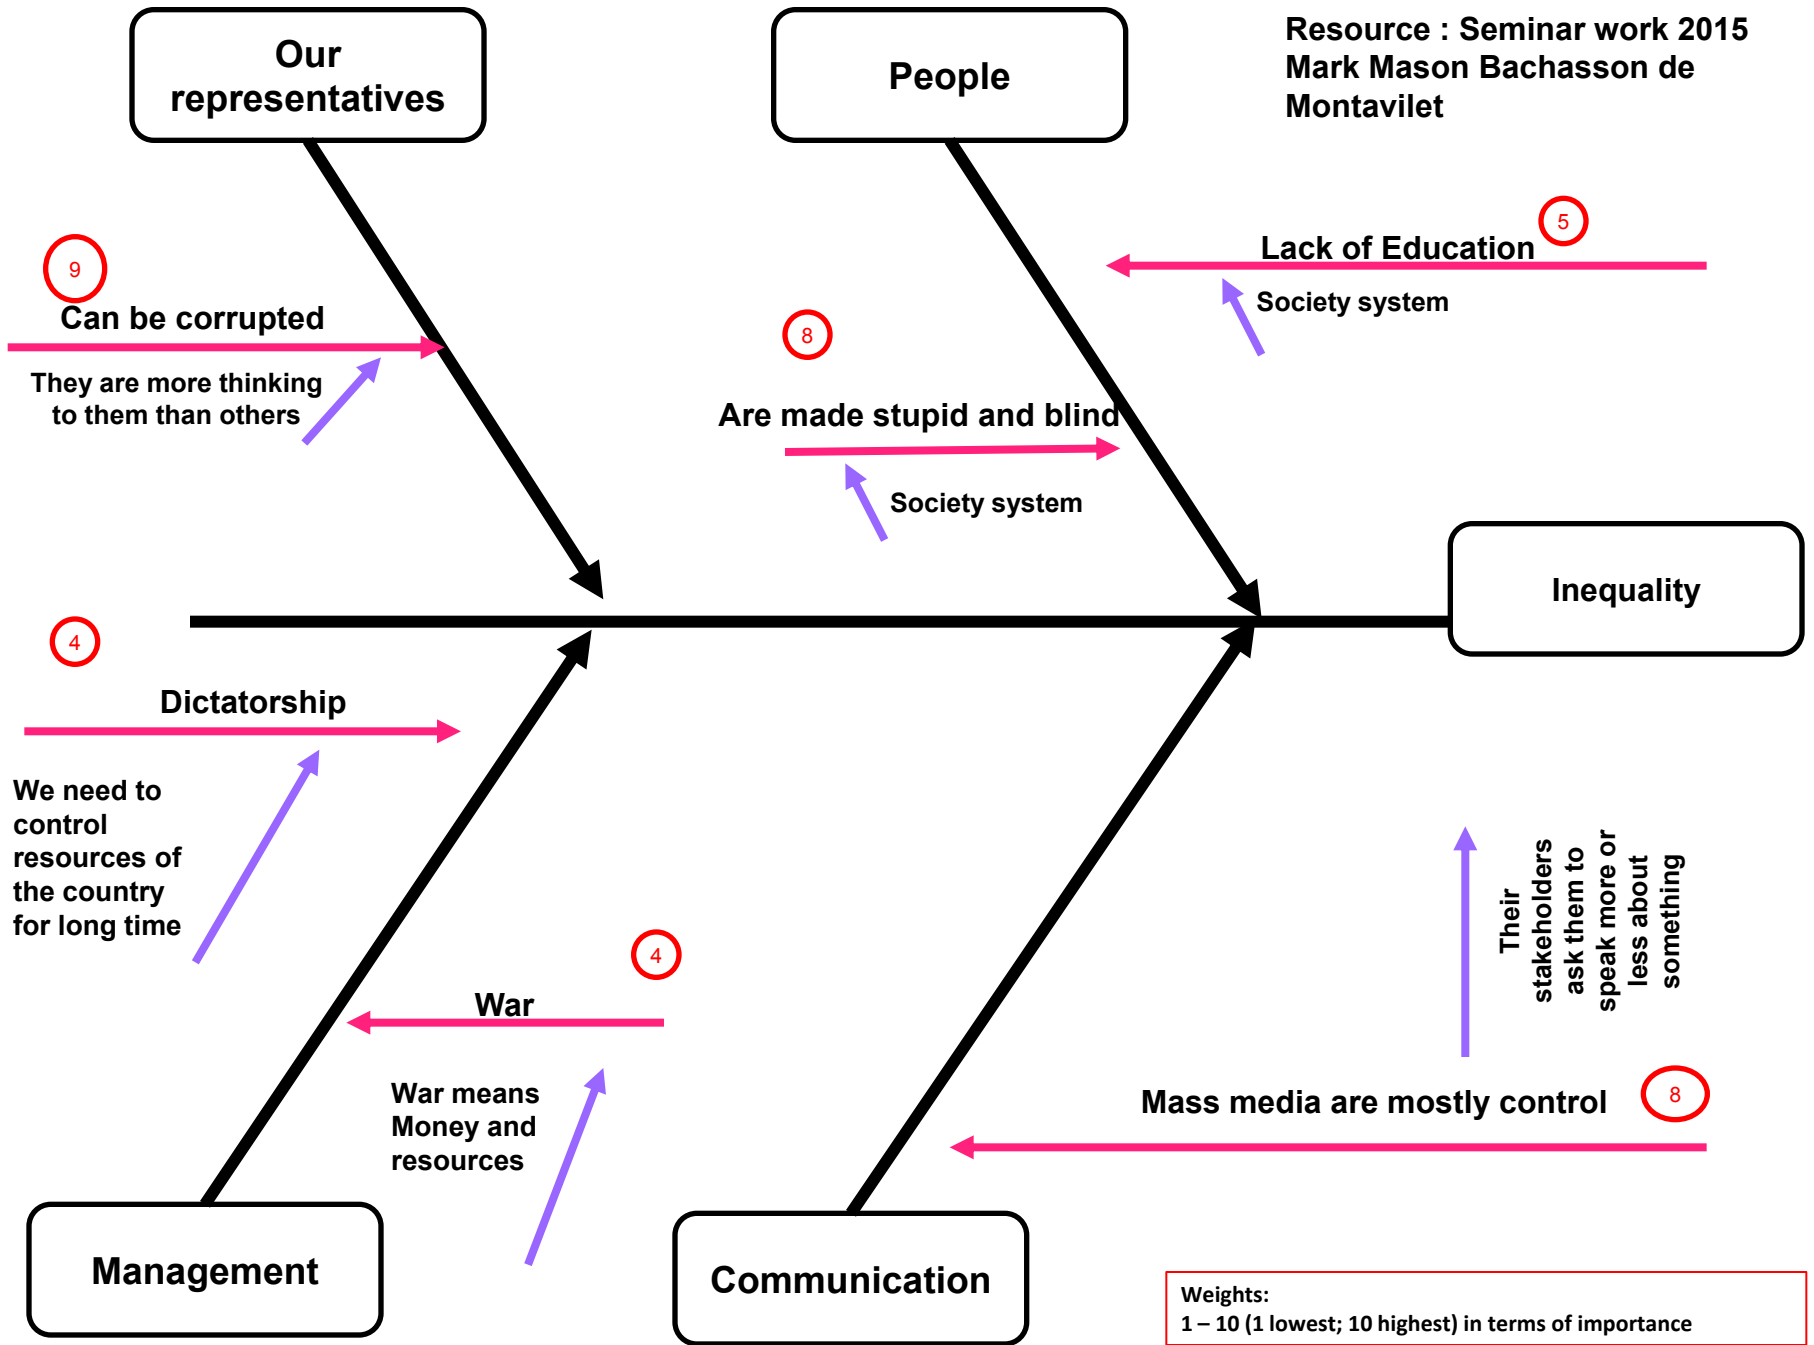 Our
representatives
People
Resource : Seminar work 2015
Mark Mason Bachasson de
Montavilet
5
Lack of Education
Society system
9
Can be corrupted
They are more thinking
to them than others
8
Are made stupid and blind
Society system
Inequality
4
Dictatorship
We need to
control
resources of
the country
for long time
4
War
War means
Money and
resources
Their
stakeholders
ask them to
speak more or
less about
something
Mass media are mostly control
8
Management
Communication
Weights:
1 – 10 (1 lowest; 10 highest) in terms of importance